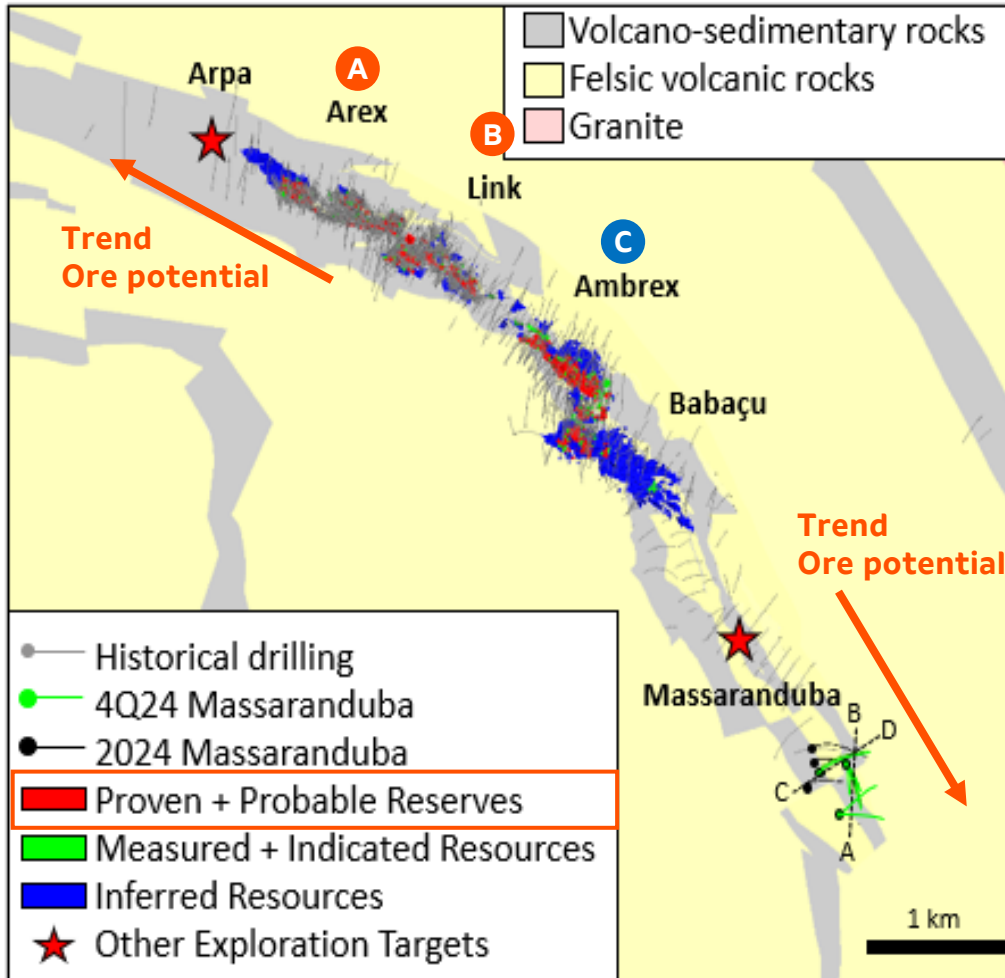 Volcano-sedimentary rocks
Felsic volcanic rocks
Granite
Arpa
A
Arex
B
Link
C
Ambrex
Trend
Ore potential
Babaçu
Trend
Ore potential
Massaranduba
B
D
C
A
1 km
Historical drilling
4Q24 Massaranduba
2024 Massaranduba
Proven + Probable Reserves
Measured + Indicated Resources
Inferred Resources
Other Exploration Targets